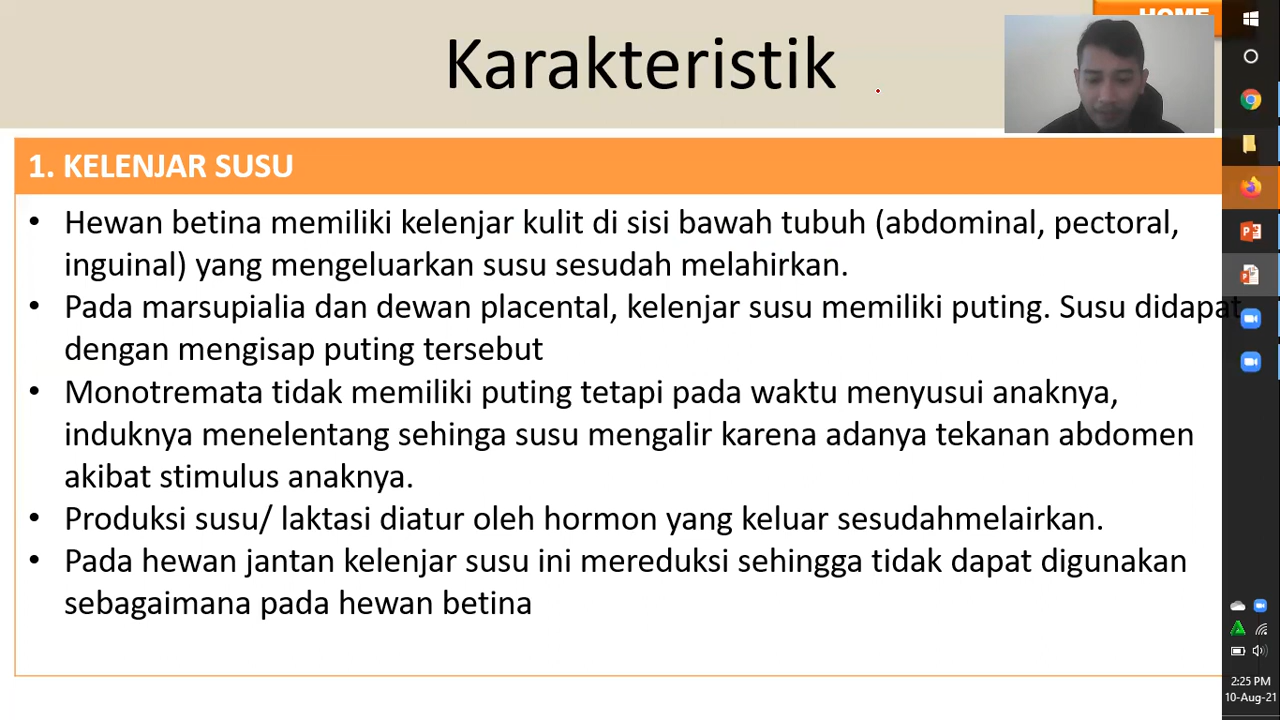 HOME
Karakteristik
1. KELENJAR SUSU
• Hewan betina memiliki kelenjar kulit di sisi bawah tubuh (abdominal, pectoral,
inguinal) yang mengeluarkan susu sesudah melahirkan.
• Pada marsupialia dan dewan placental, kelenjar susu memiliki puting. Susu didapat
dengan mengisap puting tersebut
• Monotremata tidak memiliki puting tetapi pada waktu menyusui anaknya,
induknya menelentang sehinga susu mengalir karena adanya tekanan abdomen
akibat stimulus anaknya.
• Produksi susu/ laktasi diatur oleh hormon yang keluar sesudahmelairkan.
• Pada hewan jantan kelenjar susu ini mereduksi sehingga tidak dapat digunakan
sebagaimana pada hewan betina
2:25 PM
10-Aug-21